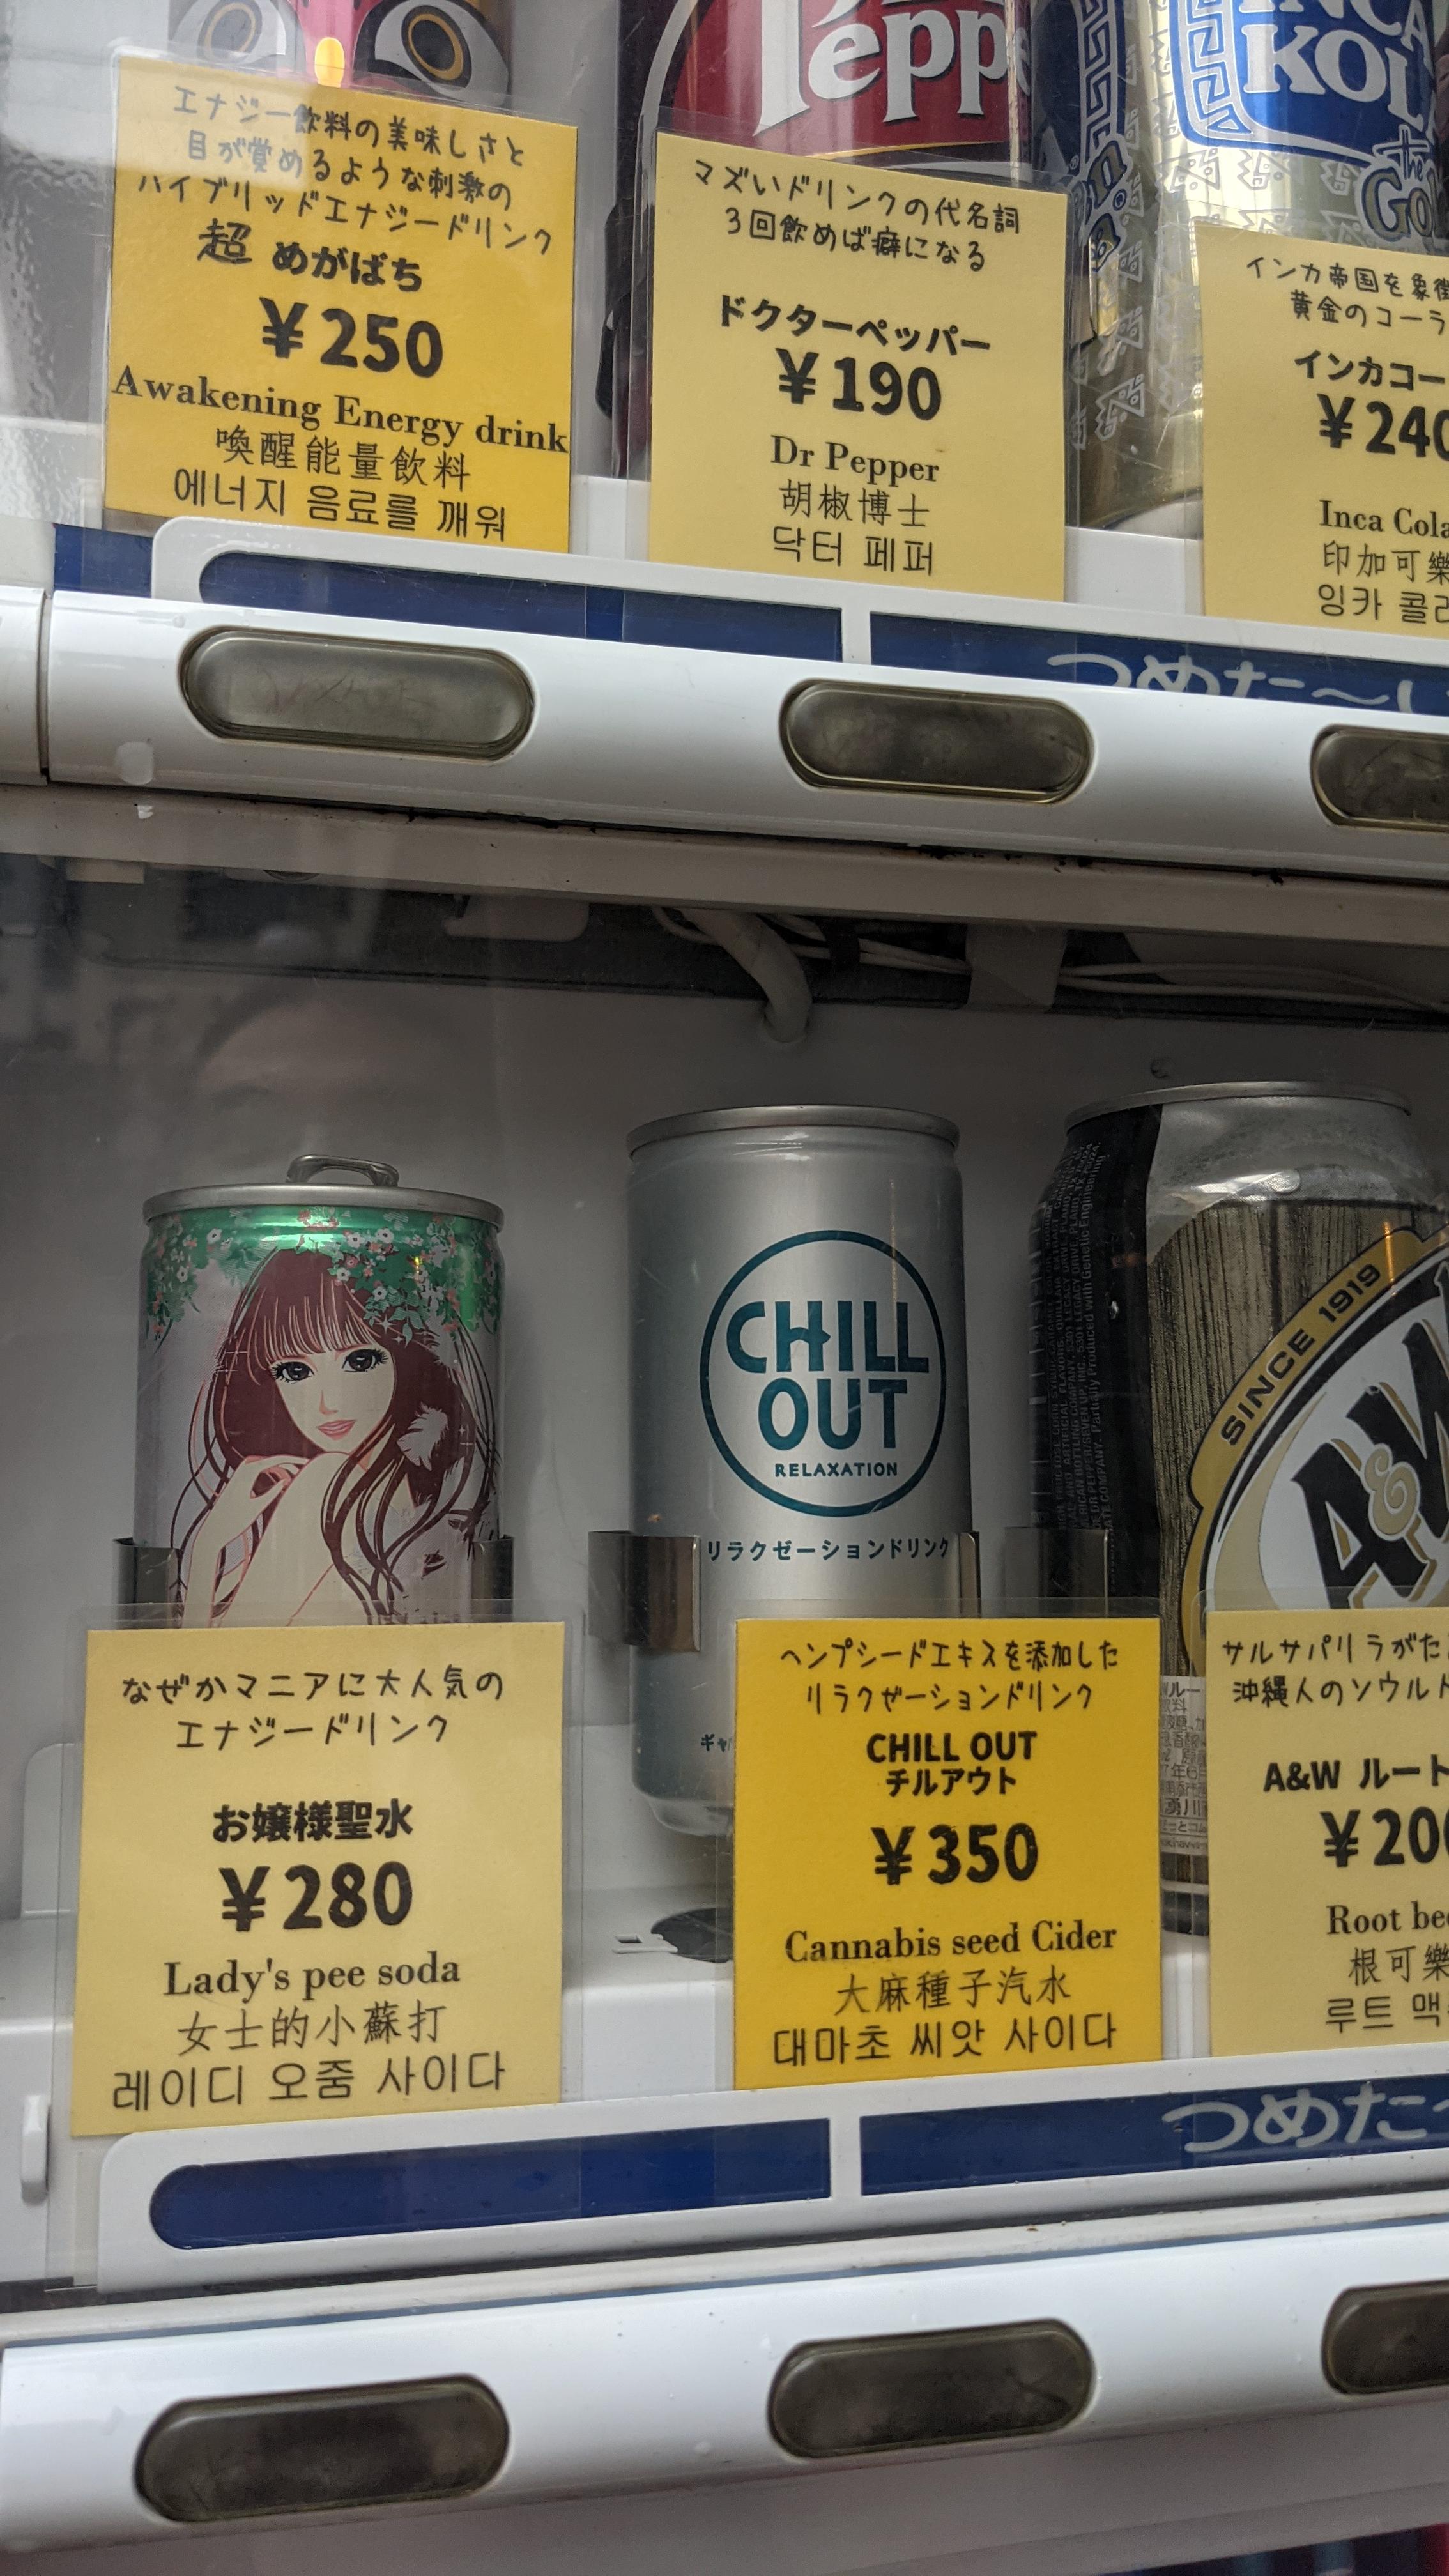 Pepp
INCA
KOL
the
GOL
エナジー飲料の美味しさと
目が覚めるような刺激の
ハイブリッドエナジードリンク
超 めがばち
¥250
Awakening Energy drink
喚醒能量飲料
에너지 음료를 깨워
マズいドリンクの代名詞
3回飲めば癖になる
ドクターペッパー
¥190
Dr Pepper
胡椒博士
닥터 페퍼
インカ帝国を象徴
黄金のコーラ
インカコー
¥240
Inca Cola
印加可樂
잉카 콜라
つめた〜い
CHILL
OUT
RELAXATION
リラクゼーションドリンク
ギャ
SINCE 1919
A&W
なぜかマニアに大人気の
エナジードリンク
お嬢様聖水
¥280
Lady's pee soda
女士的小蘇打
레이디 오줌 사이다
ヘンプシードエキスを添加した
リラクゼーションドリンク
CHILL OUT
チルアウト
¥350
Cannabis seed Cider
大麻種子汽水
대마초 씨앗 사이다
サルサパリラがた
沖縄人のソウルト
A&W ルート
¥200
Root bee
根可樂
루트 맥
つめた